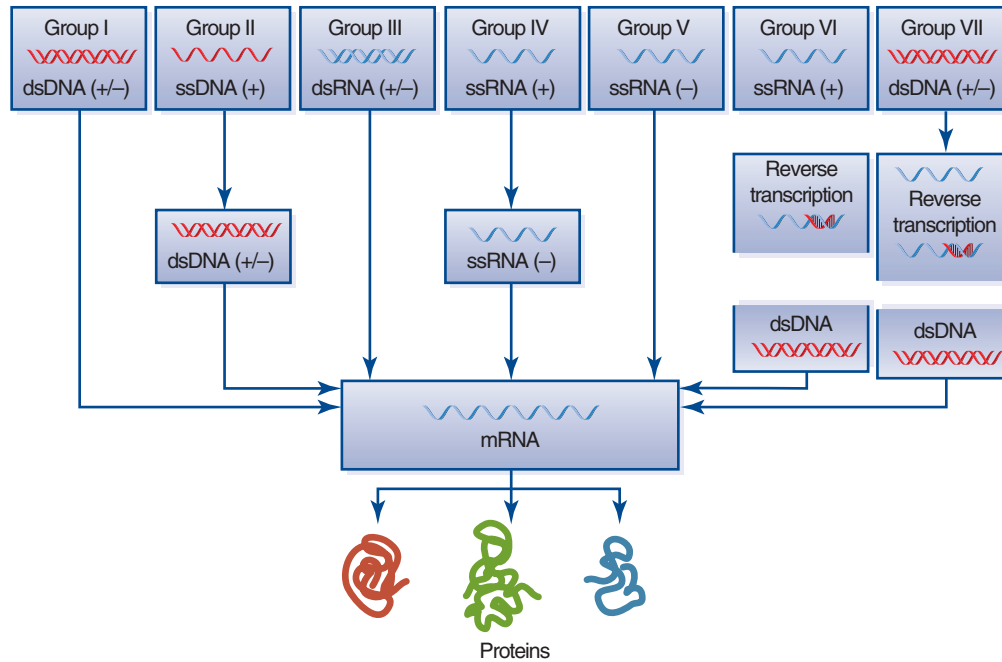 Group I
dsDNA (+/–)
Group II
ssDNA (+)
Group III
dsRNA (+/–)
Group IV
ssRNA (+)
Group V
ssRNA (–)
Group VI
ssRNA (+)
Group VII
dsDNA (+/–)
Reverse
transcription
Reverse
transcription
dsDNA (+/–)
ssRNA (–)
dsDNA
dsDNA
mRNA
Proteins